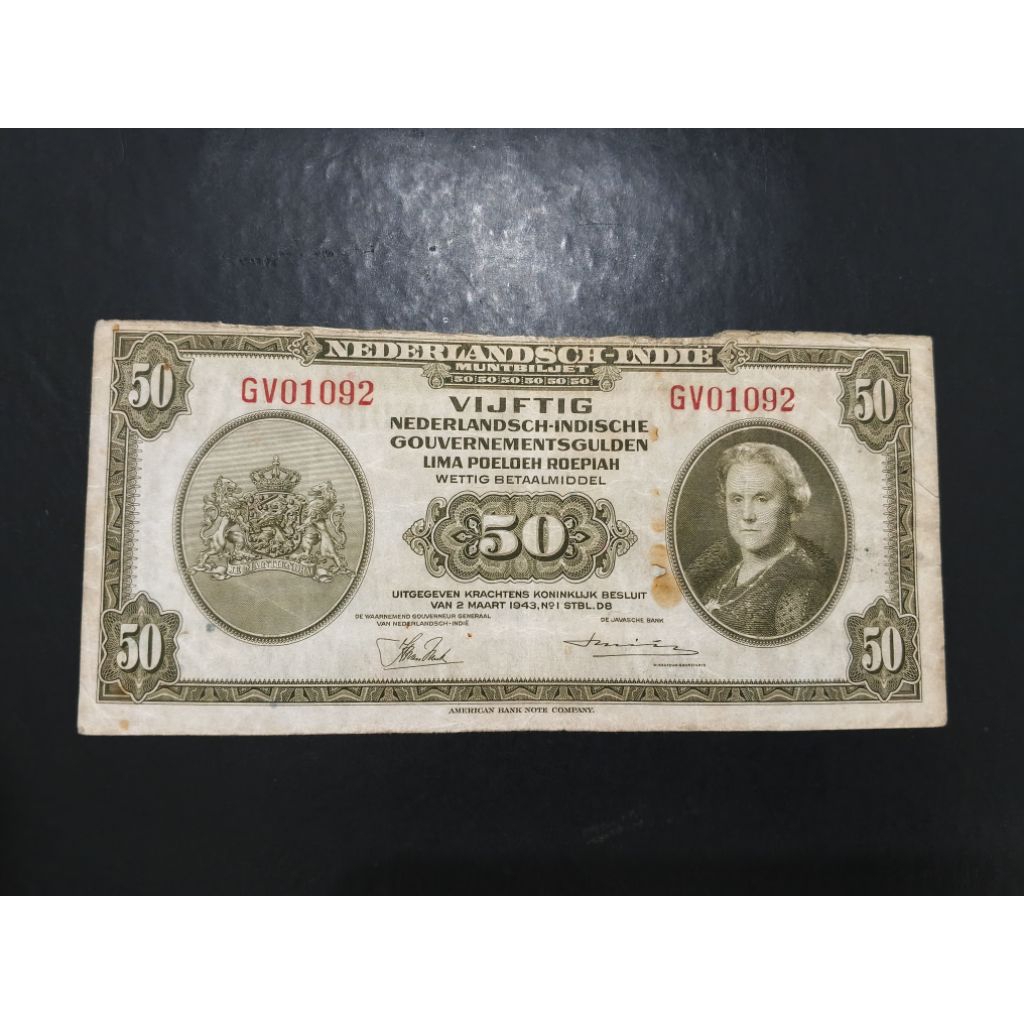 NEDERLANDSCH-INDIE
MUNTBILJET
50 50 50 50 50 50
50
50
GV01092
GV01092
VIJFTIG
NEDERLANDSCH-INDISCHE
GOUVERNEMENTSGULDEN
LIMA POELOEH ROEPIAH
WETTIG BETAALMIDDEL
50
UITGEGEVEN KRACHTENS KONINKLIJK BESLUIT
VAN 2 MAART 1943, Nº 1 STBL. D8
DE WAARNEMEND GOUVERNEUR GENERAAL
VAN NEDERLANDSCH-INDIË
DE JAVASCHE BANK
50
50
AMERICAN BANK NOTE COMPANY.